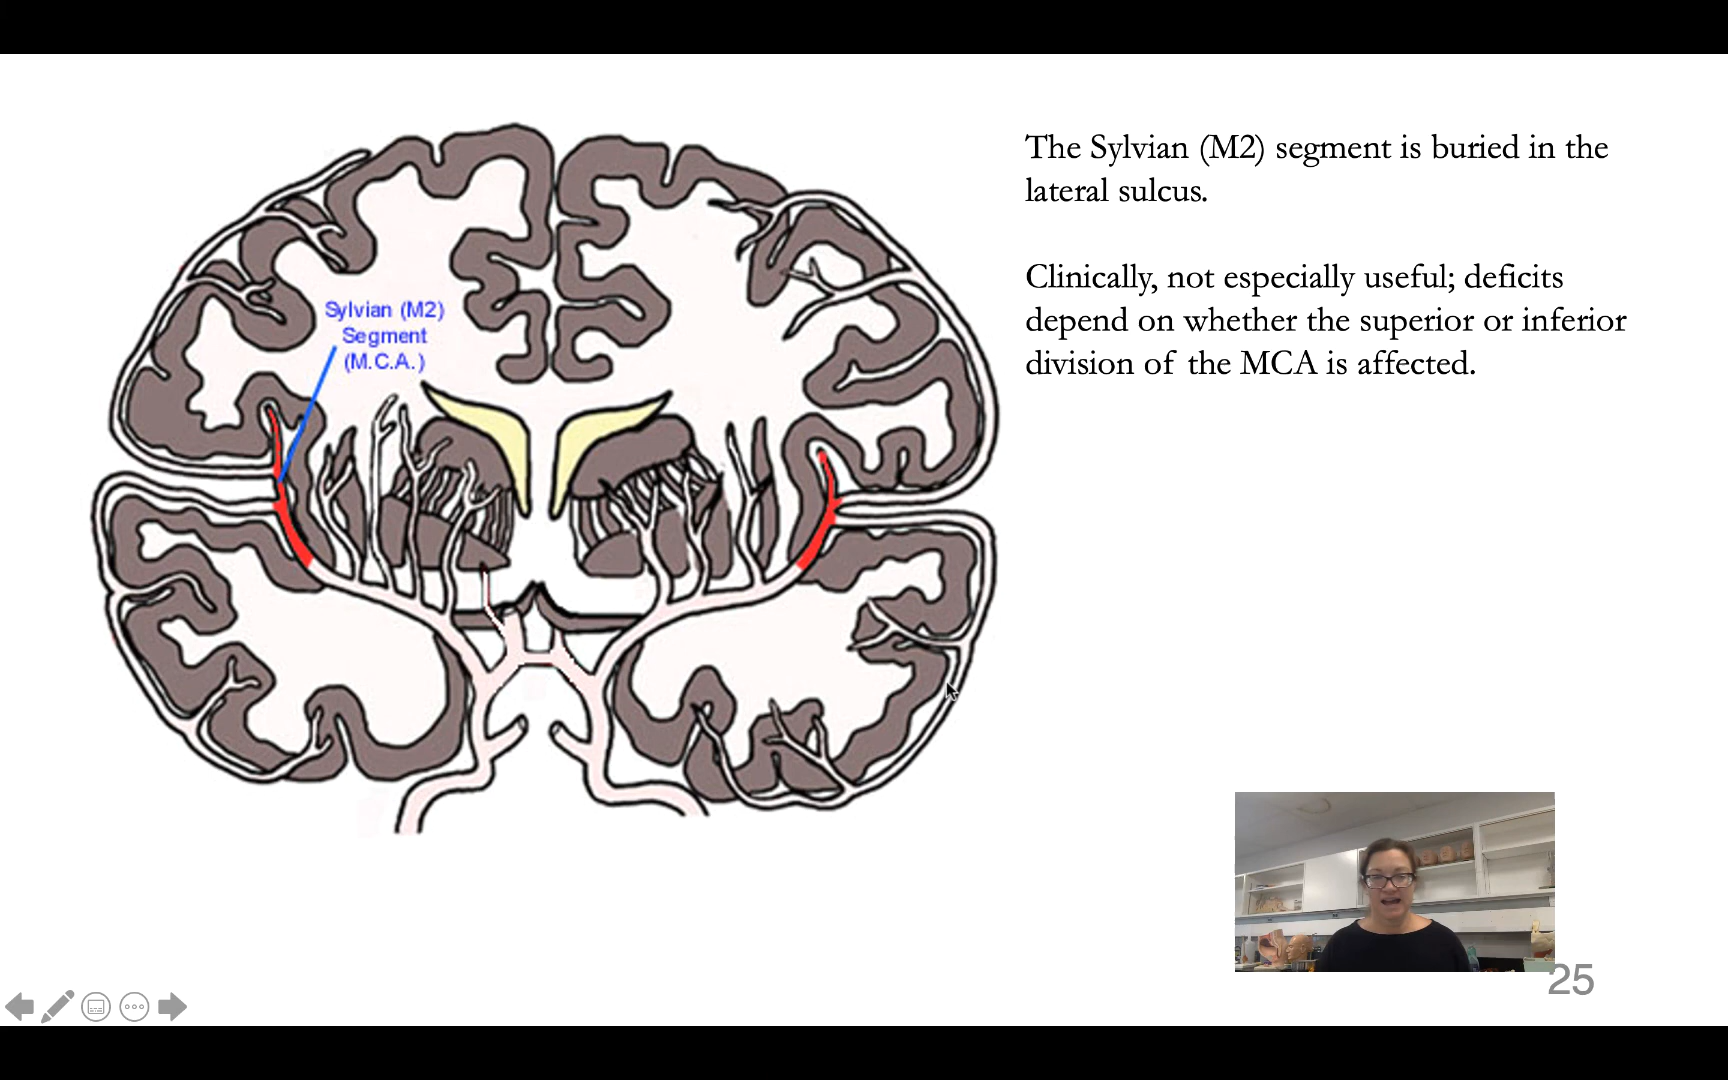 Sylvian (M2)
Segment
(M.C.A.)
The Sylvian (M2) segment is buried in the
lateral sulcus.
Clinically, not especially useful; deficits
depend on whether the superior or inferior
division of the MCA is affected.
25